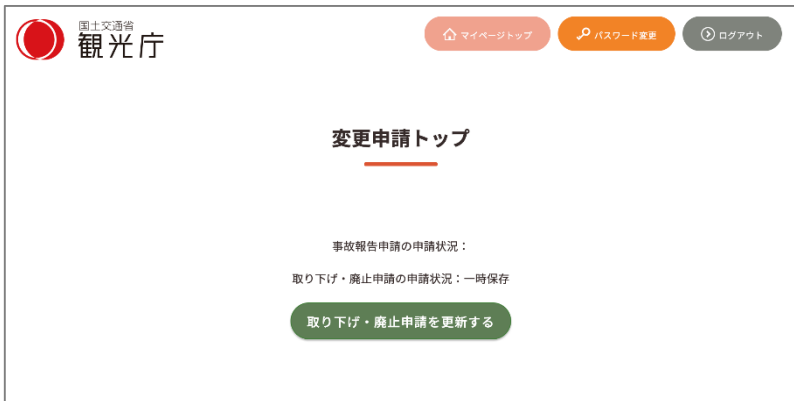 国土交通省
観光庁
マイページトップ
パスワード変更
ログアウト
変更申請トップ
事故報告申請の申請状況：
取り下げ・廃止申請の申請状況：一時保存
取り下げ・廃止申請を更新する